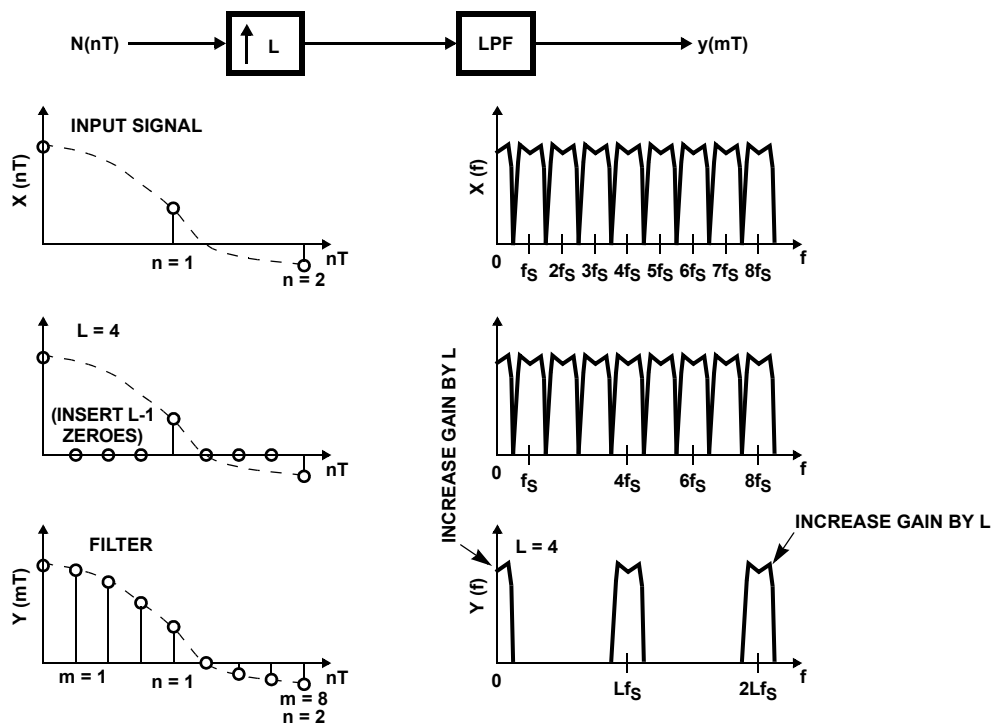 N(nT) L LPF y(mT)
INPUT SIGNAL
X (nT)
n = 1
nT
n = 2
X (f)
0 fS 2fS 3fS 4fS 5fS 6fS 7fS 8fS f
L = 4
(INSERT L-1
ZEROES)
nT
0 fS 4fS 6fS 8fS f
INCREASE GAIN BY L
FILTER
Y (mT)
m = 1
n = 1
nT
m = 8
n = 2
L = 4
INCREASE GAIN BY L
Y (f)
0 LfS 2LfS f